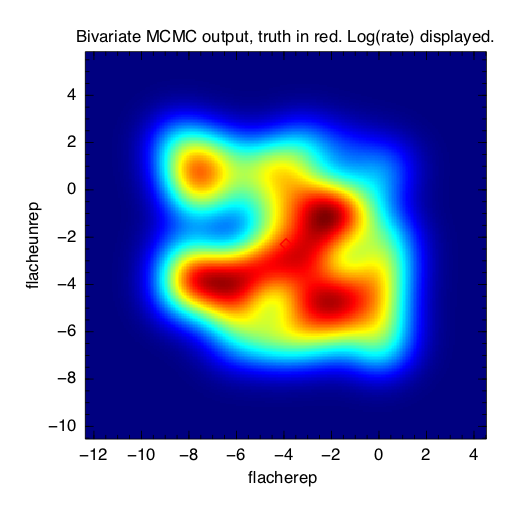 Bivariate MCMC output, truth in red. Log(rate) displayed.
4
2
0
−2
−4
−6
−8
−10
flacheunrep
−12 −10 −8 −6 −4 −2 0 2 4
flacherep